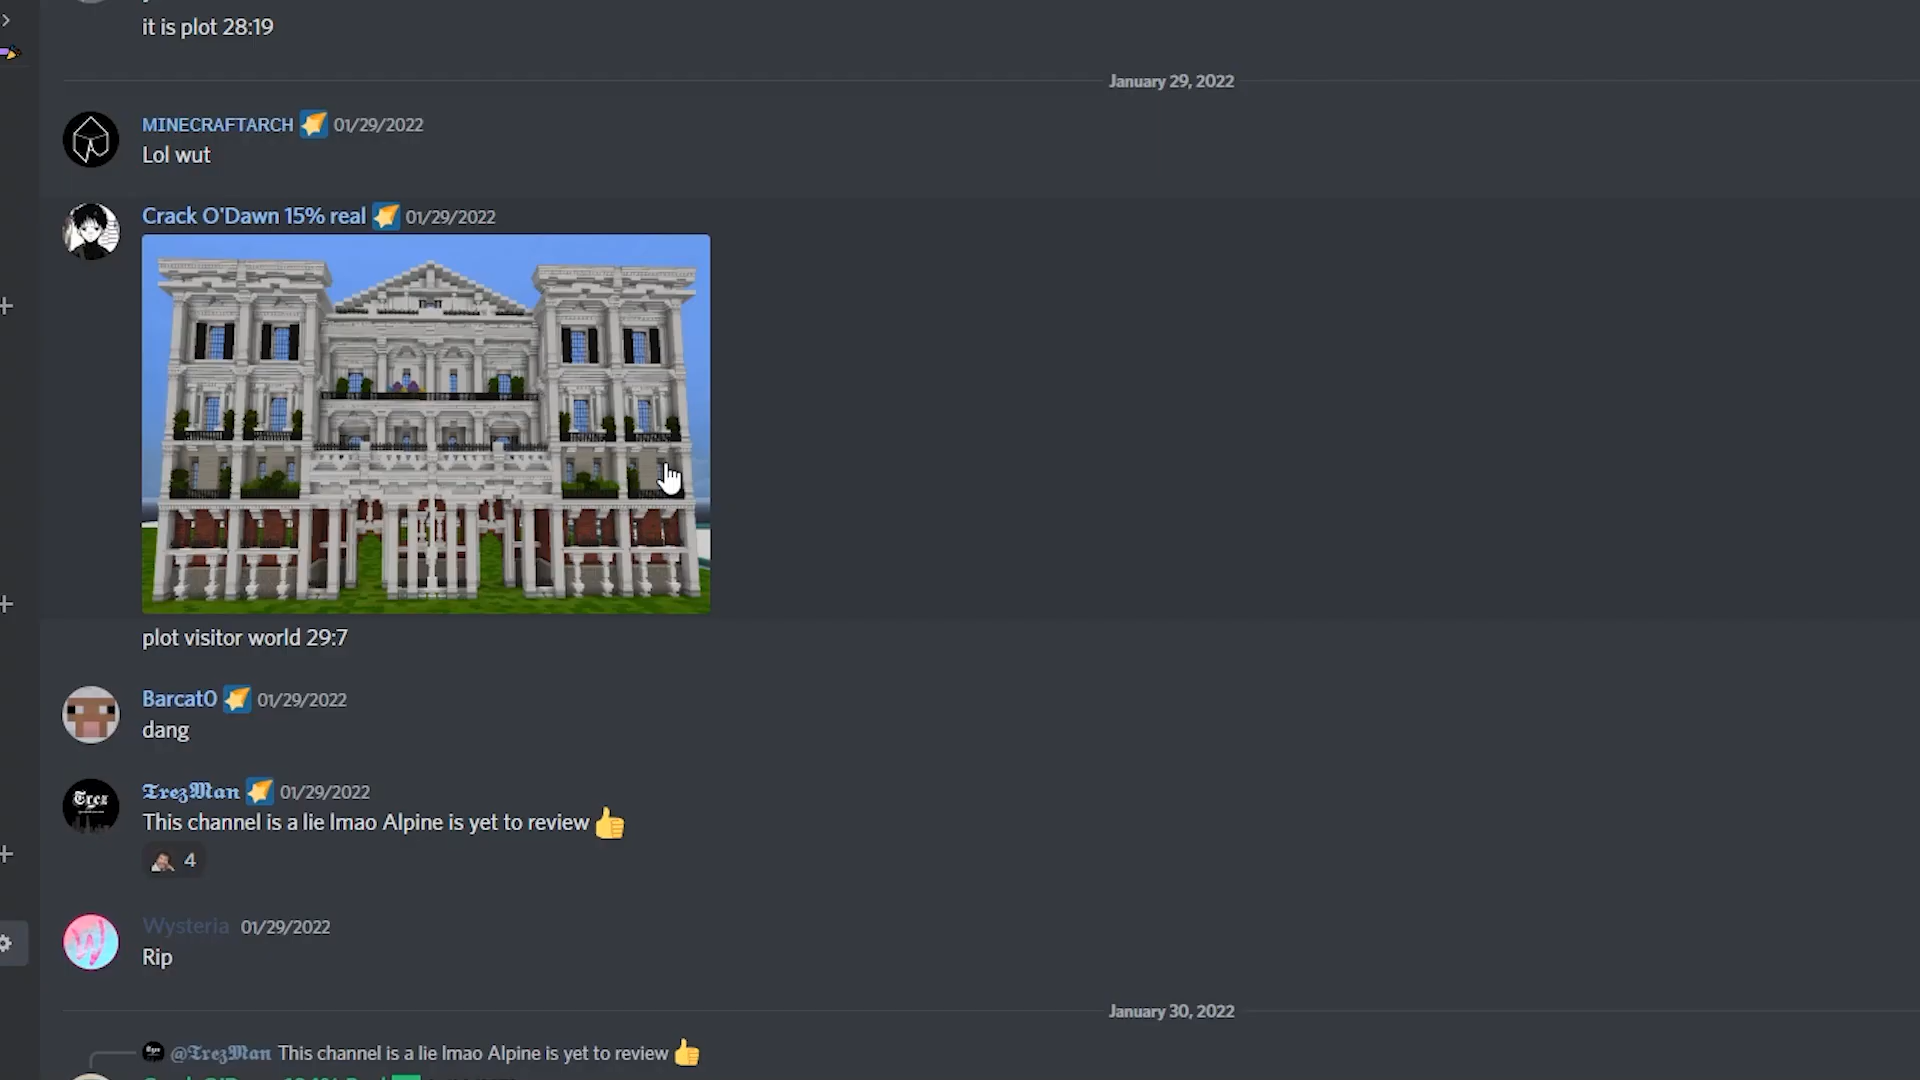 it is plot 28:19
January 29, 2022
MINECRAFTARCH 01/29/2022
Lol wut
Crack O'Dawn 15% real 01/29/2022
plot visitor world 29:7
Barcat0 01/29/2022
dang
Trez
𝕿𝖗𝖊𝖟𝕸𝖆𝖓 01/29/2022
This channel is a lie lmao Alpine is yet to review 👍
4
Wysteria 01/29/2022
Rip
January 30, 2022
@𝕿𝖗𝖊𝖟𝕸𝖆𝖓 This channel is a lie lmao Alpine is yet to review 👍